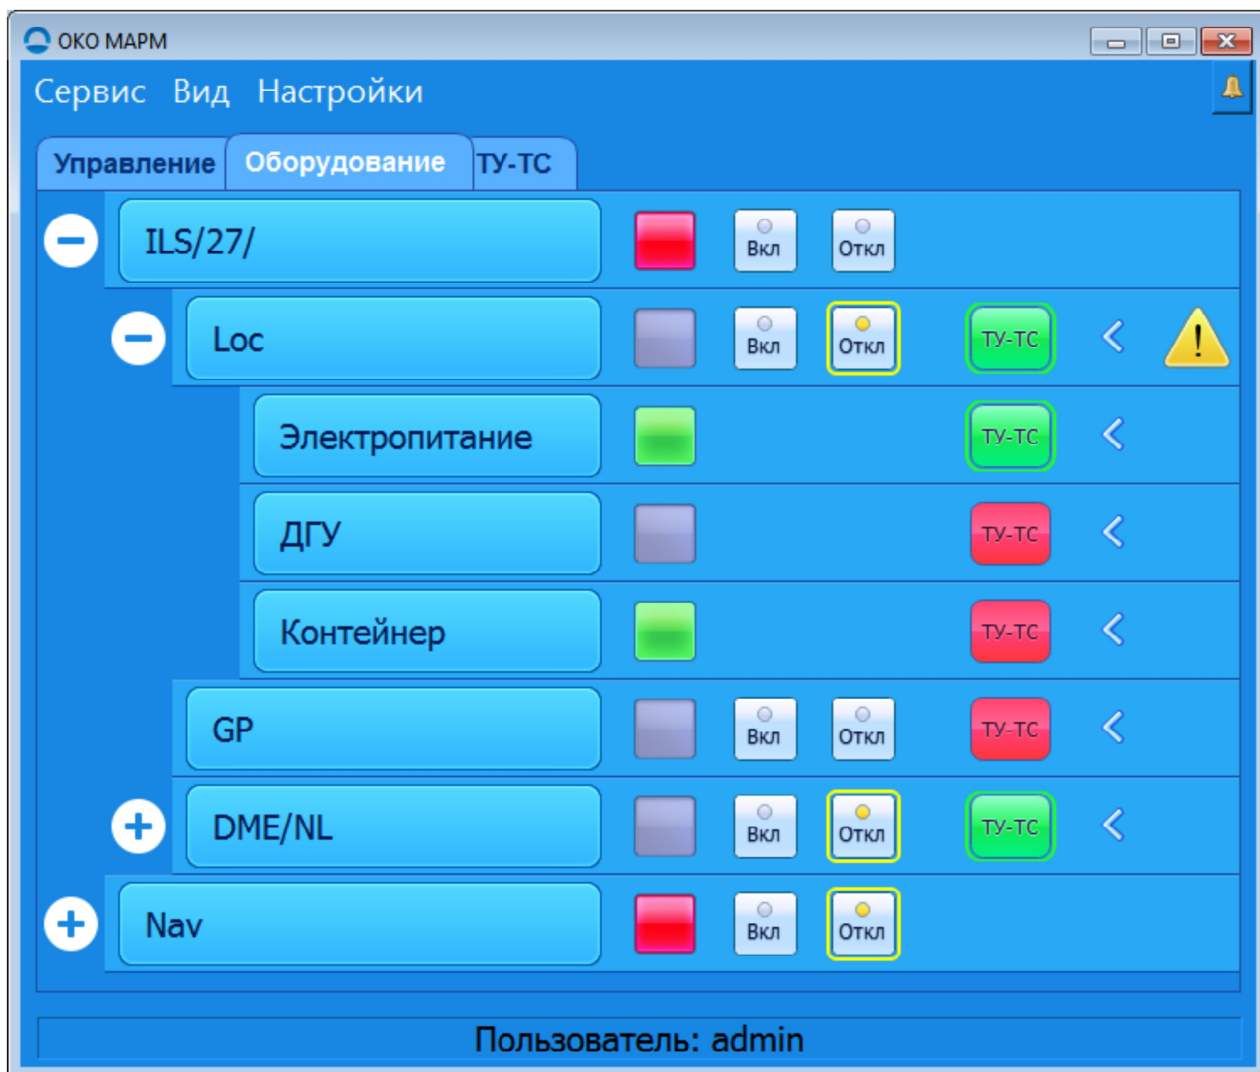 ОКО МАРМ
Сервис Вид Настройки
Управление Оборудование ТУ-ТС
ILS/27/ Вкл Откл
Loc Вкл Откл ТУ-ТС
Электропитание ТУ-ТС
ДГУ ТУ-ТС
Контейнер ТУ-ТС
GP Вкл Откл ТУ-ТС
DME/NL Вкл Откл ТУ-ТС
Nav Вкл Откл
Пользователь: admin